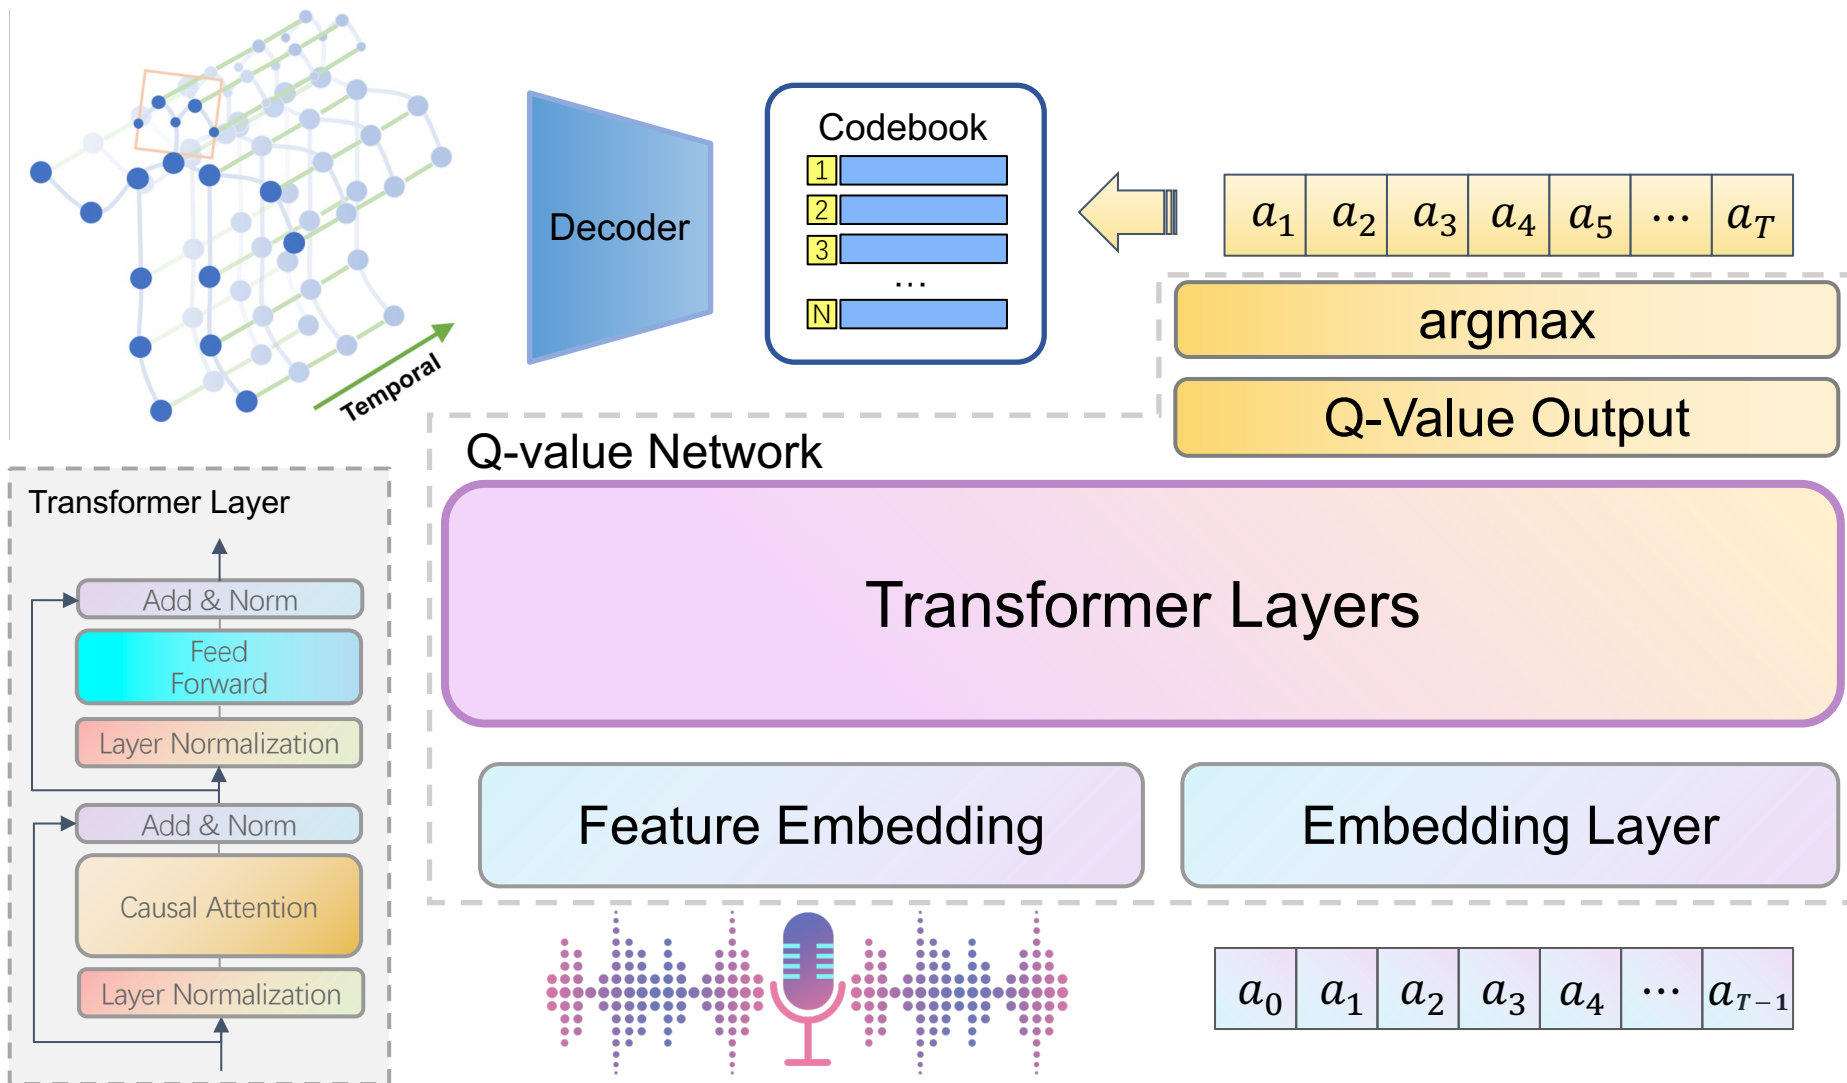 Temporal
Decoder
Codebook
1
2
3
...
N
a₁ a₂ a₃ a₄ a₅ ⋯ a_T
argmax
Q-Value Output
Q-value Network
Transformer Layers
Feature Embedding
Embedding Layer
a₀ a₁ a₂ a₃ a₄ ⋯ a_{T−1}
Transformer Layer
Add & Norm
Feed
Forward
Layer Normalization
Add & Norm
Causal Attention
Layer Normalization